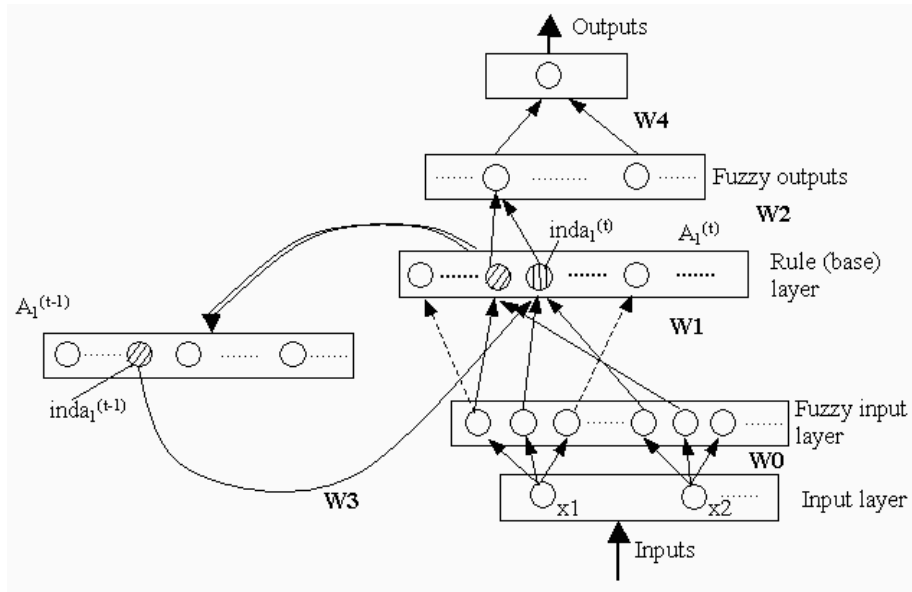 Outputs
W4
Fuzzy outputs
W2
inda1(t)
A1(t)
Rule (base)
layer
A1(t-1)
W1
inda1(t-1)
Fuzzy input
layer
W0
W3
x1
x2
Input layer
Inputs